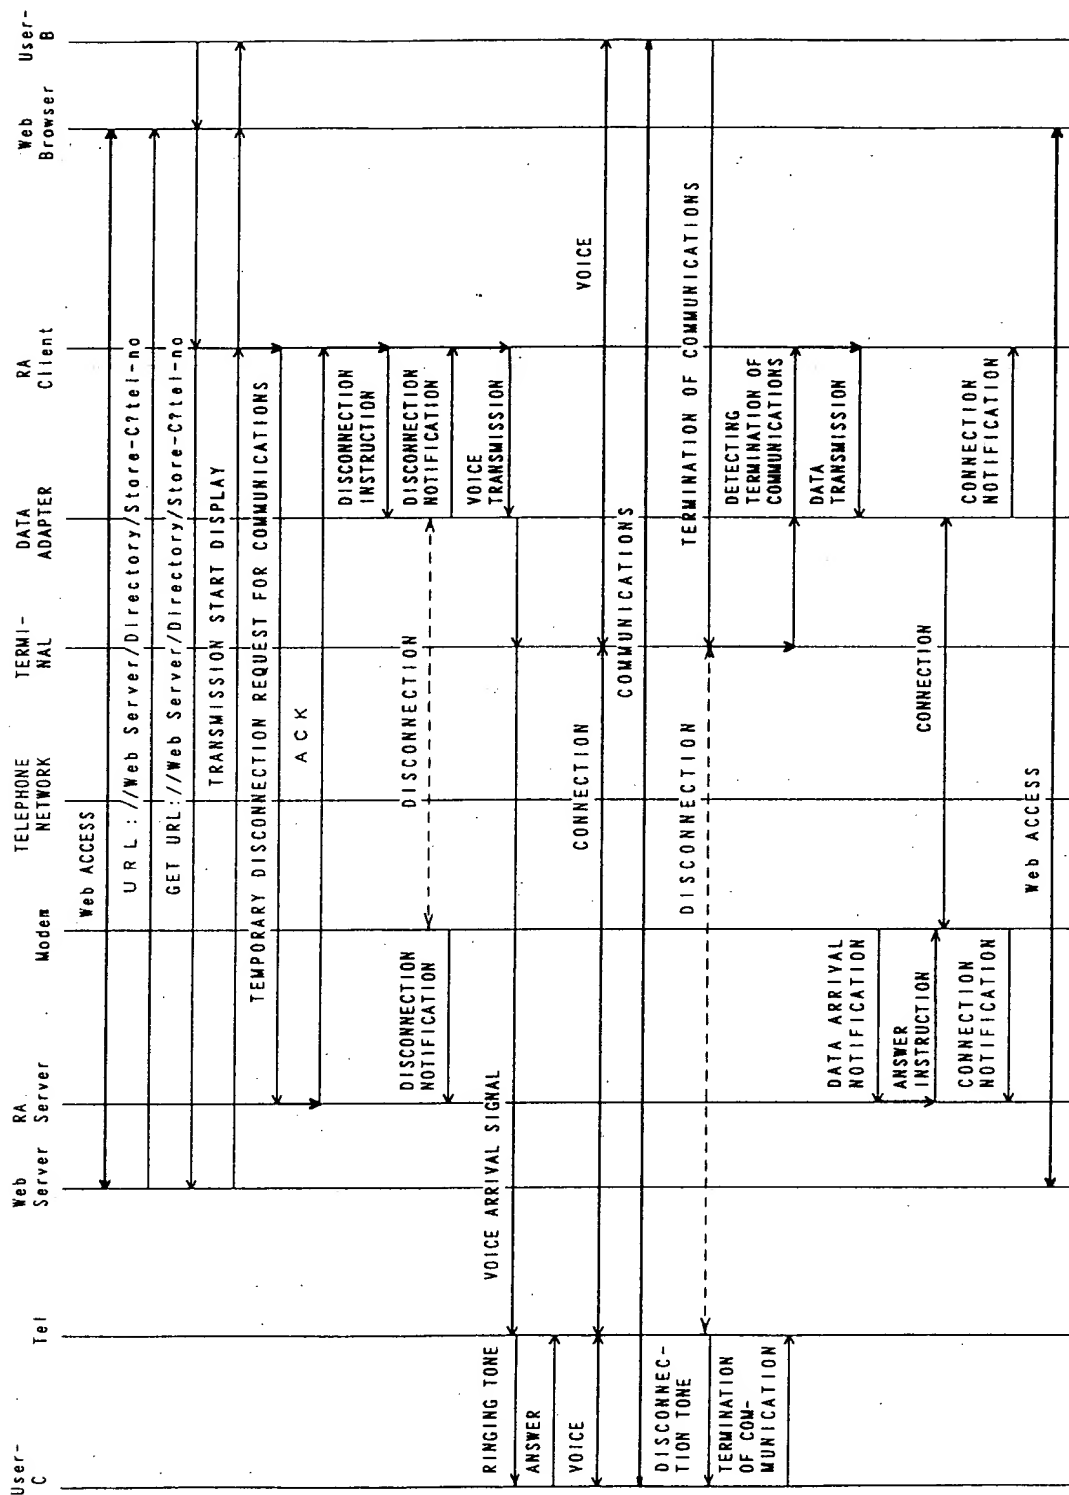 User-
C
Tel
Web
Server
RA
Server
Modem
TELEPHONE
NETWORK
TERMI-
NAL
DATA
ADAPTER
RA
Client
Web
Browser
User-
B
Web ACCESS
URL://Web Server/Directory/Store-C?tel-no
GET URL://Web Server/Directory/Store-C?tel-no
TRANSMISSION START DISPLAY
TEMPORARY DISCONNECTION REQUEST FOR COMMUNICATIONS
ACK
DISCONNECTION
INSTRUCTION
DISCONNECTION
NOTIFICATION
DISCONNECTION
DISCONNECTION
NOTIFICATION
VOICE
TRANSMISSION
VOICE ARRIVAL SIGNAL
RINGING TONE
ANSWER
VOICE
CONNECTION
VOICE
COMMUNICATIONS
TERMINATION OF COMMUNICATIONS
DISCONNECTION
DISCONNEC-
TION TONE
TERMINATION
OF COM-
MUNICATION
DETECTING
TERMINATION OF
COMMUNICATIONS
DATA
TRANSMISSION
DATA ARRIVAL
NOTIFICATION
ANSWER
INSTRUCTION
CONNECTION
CONNECTION
NOTIFICATION
CONNECTION
NOTIFICATION
Web ACCESS